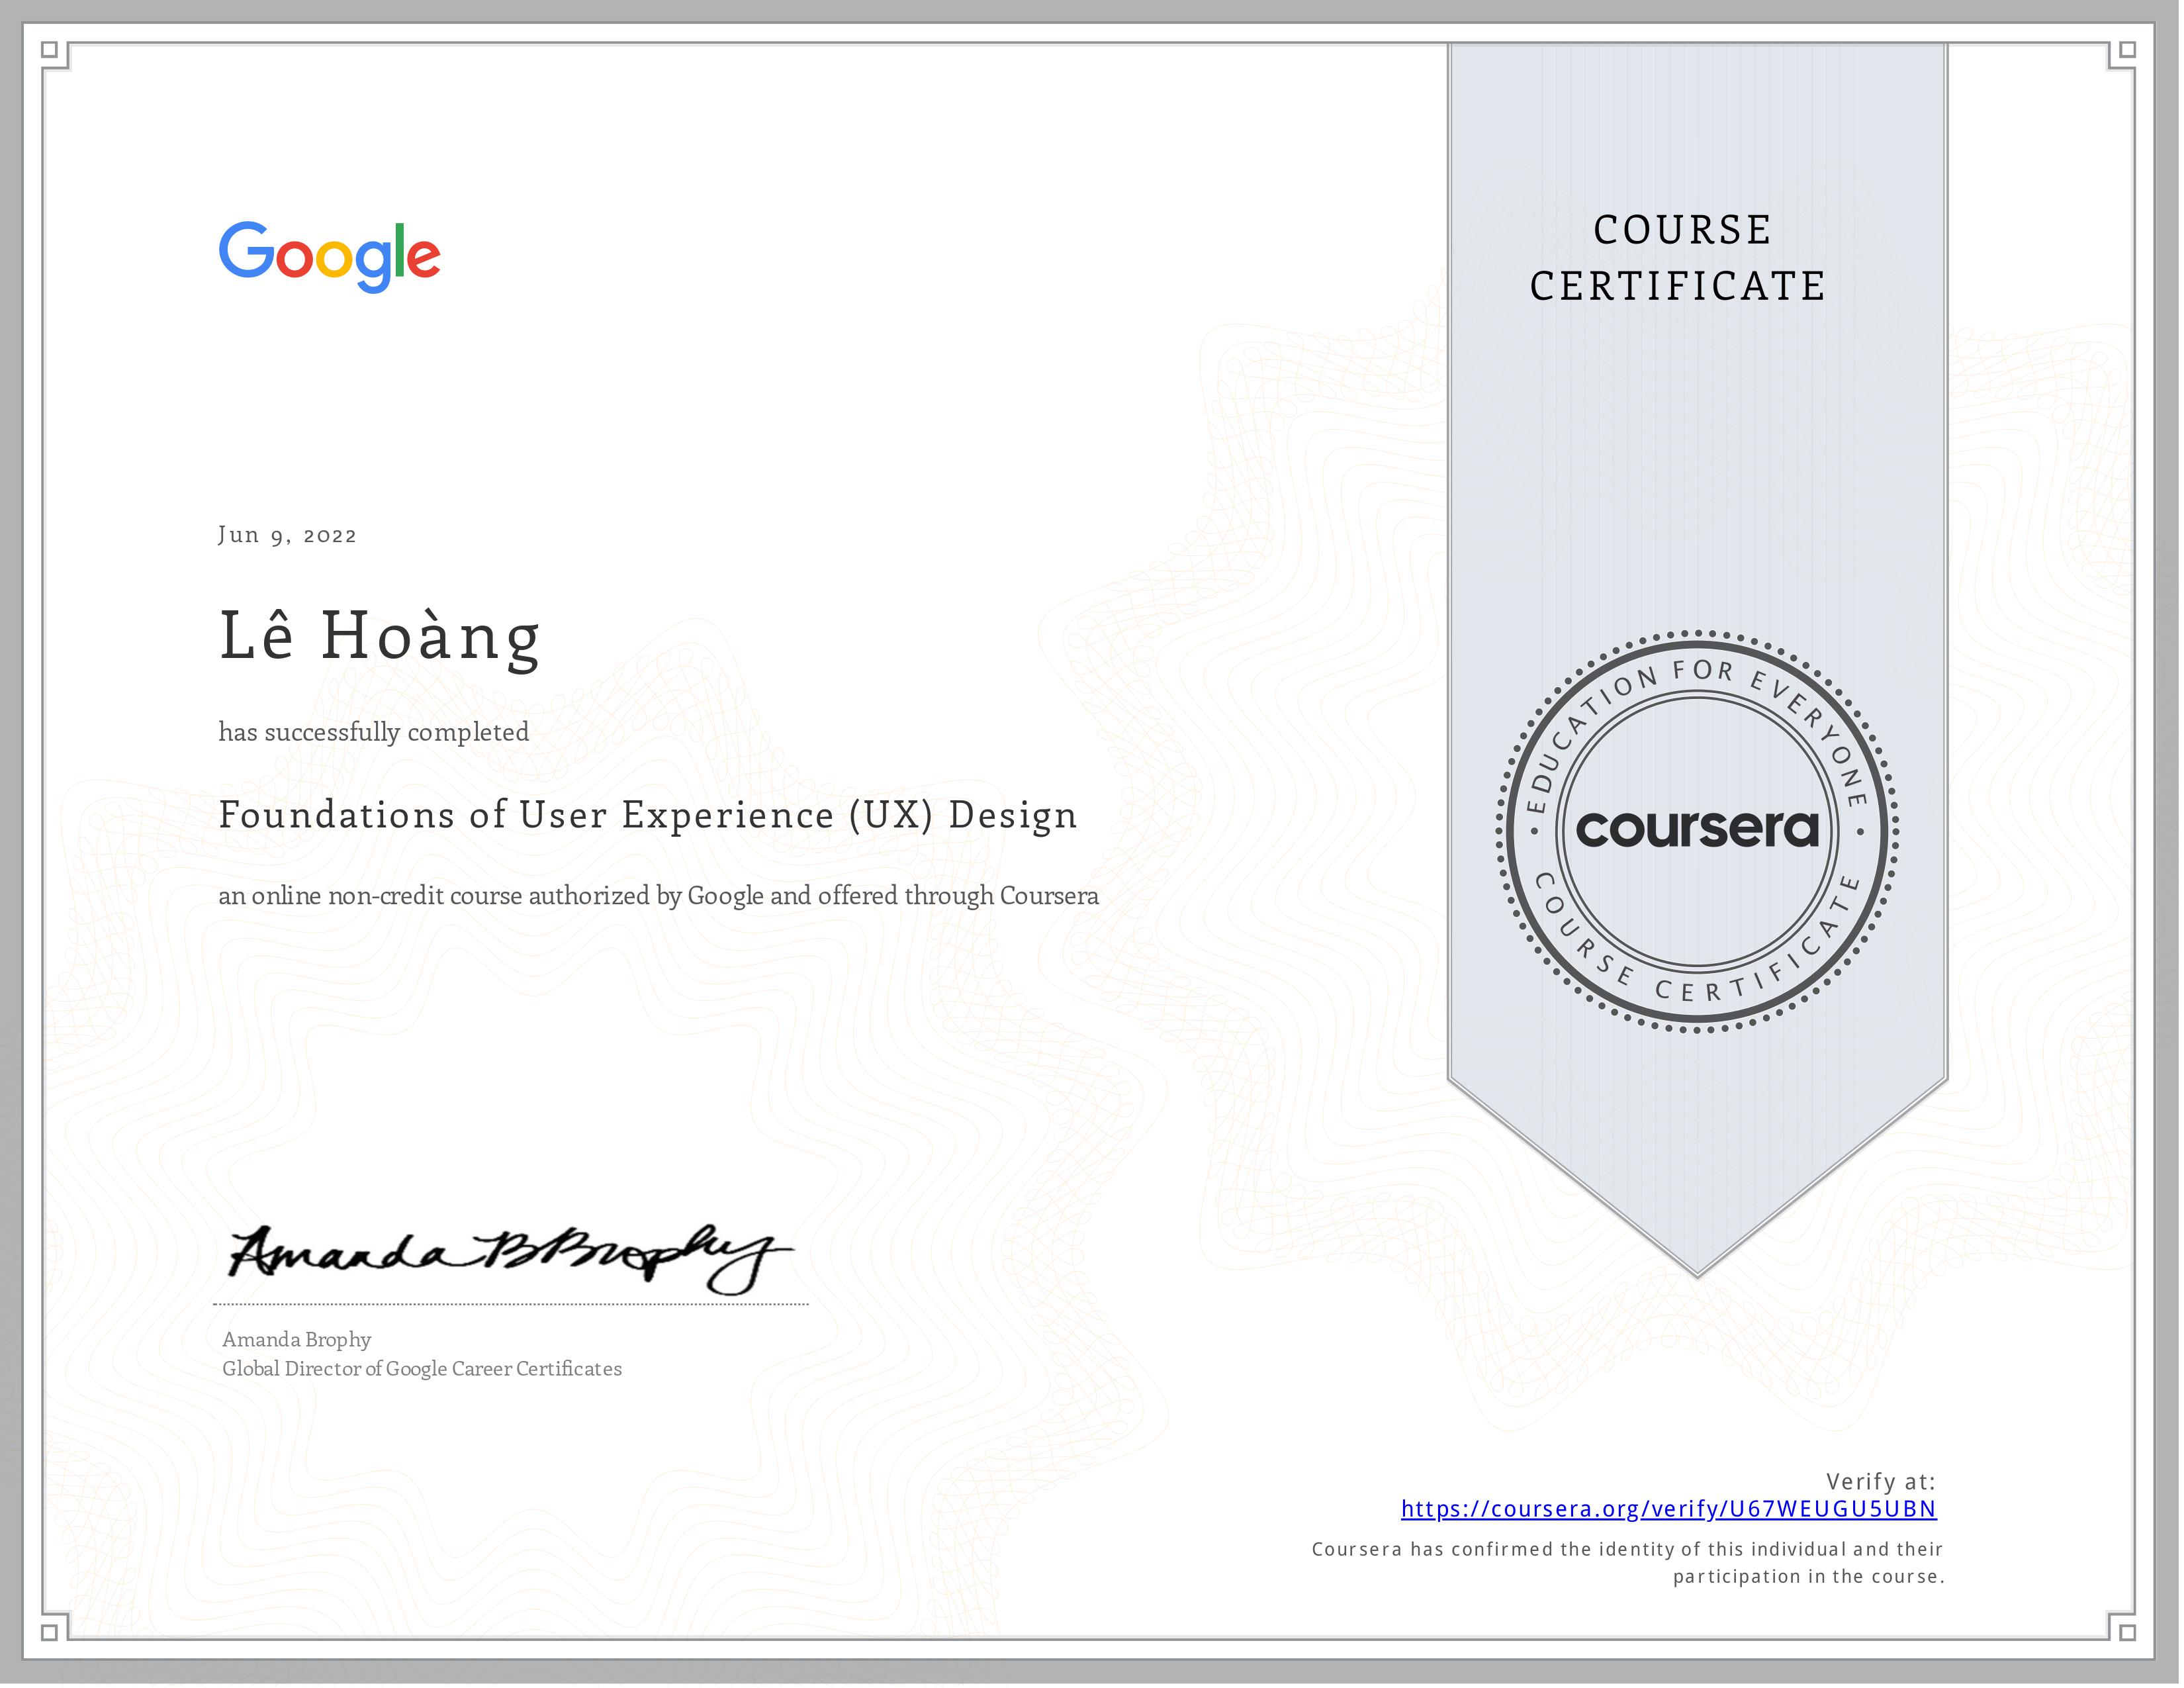 Google
COURSE
CERTIFICATE
Jun 9, 2022
Lê Hoàng
has successfully completed
Foundations of User Experience (UX) Design
an online non-credit course authorized by Google and offered through Coursera
EDUCATION FOR EVERYONE
coursera
COURSE CERTIFICATE
Amanda B Brophy
Amanda Brophy
Global Director of Google Career Certificates
Verify at:
https://coursera.org/verify/U67WEUGU5UBN
Coursera has confirmed the identity of this individual and their
participation in the course.